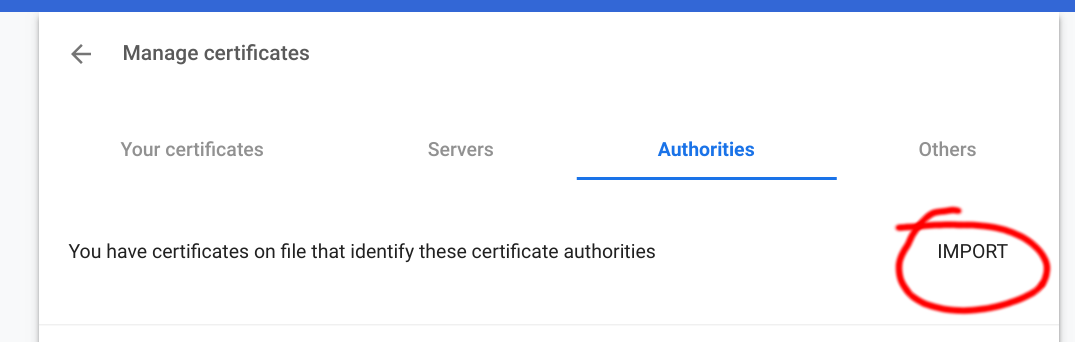 Manage certificates
Your certificates Servers Authorities Others
You have certificates on file that identify these certificate authorities IMPORT